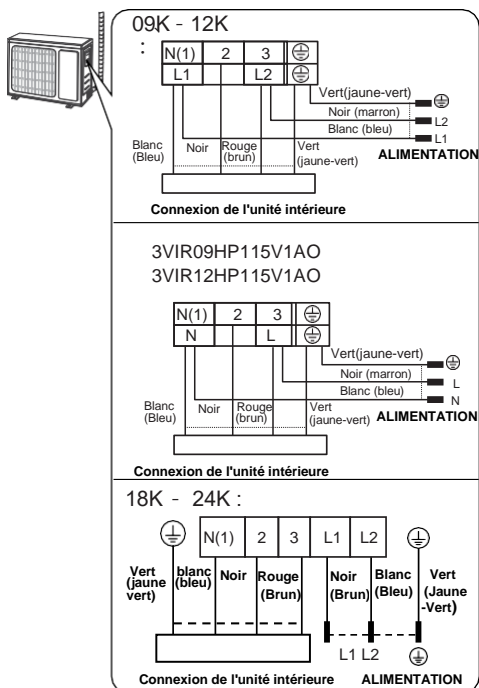 09K - 12K
:
N(1) 2 3
L1 L2
Vert(jaune-vert)
Noir (marron)
L2
Blanc (bleu)
L1
ALIMENTATION
Blanc
(Bleu)
Noir
Rouge
(brun)
Vert
(jaune-vert)
Connexion de l'unité intérieure
3VIR09HP115V1AO
3VIR12HP115V1AO
N(1) 2 3
N L
Vert(jaune-vert)
Noir (marron)
L
Blanc (bleu)
N
ALIMENTATION
Blanc
(Bleu)
Noir
Rouge
(brun)
Vert
(jaune-vert)
Connexion de l'unité intérieure
18K - 24K :
N(1) 2 3 L1 L2
Vert
(jaune
vert)
blanc
(bleu)
Noir
Rouge
(Brun)
Noir
(Brun)
Blanc
(Bleu)
Vert
(Jaune
-Vert)
L1 L2
Connexion de l'unité intérieure
ALIMENTATION